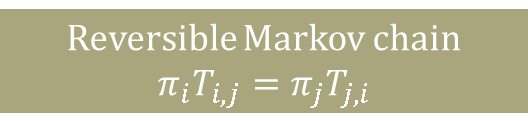 Reversible Markov chain
πᵢTᵢ,ⱼ = πⱼTⱼ,ᵢ